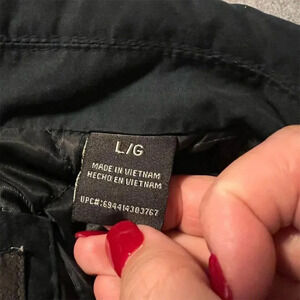 L/G
MADE IN VIETNAM
HECHO EN VIETNAM
UPC#:694414303767